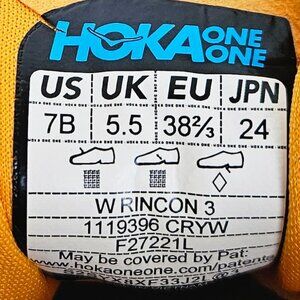 HOKA ONE ONE
US UK EU JPN
7B 5.5 38⅔ 24
W RINCON 3
1119396 CRYW
F27221L
May be covered by Pat:
www.hokaoneone.com/patents